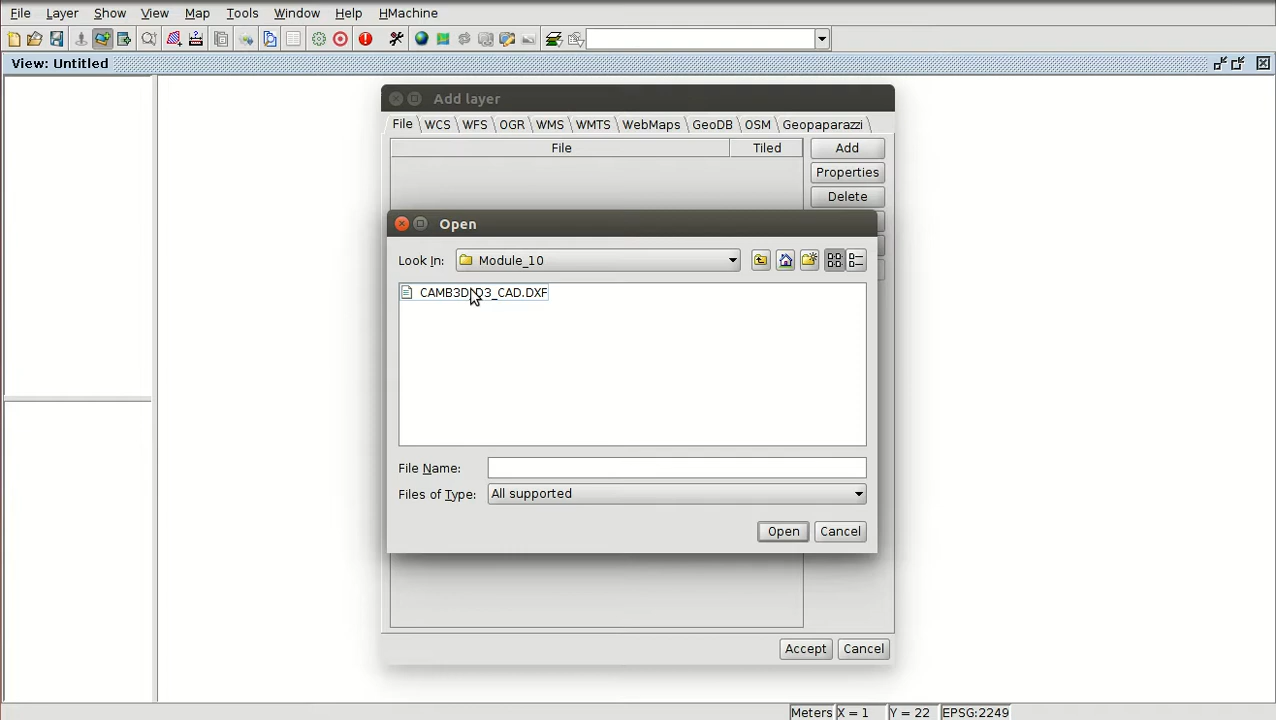 File Layer Show View Map Tools Window Help HMachine
View: Untitled
Add layer
File WCS WFS OGR WMS WMTS WebMaps GeoDB OSM Geopaparazzi
File Tiled Add
Properties
Delete
Open
Look In: Module_10
CAMB3D D3_CAD.DXF
File Name:
Files of Type: All supported
Open Cancel
Accept Cancel
Meters X = 1 Y = 22 EPSG:2249